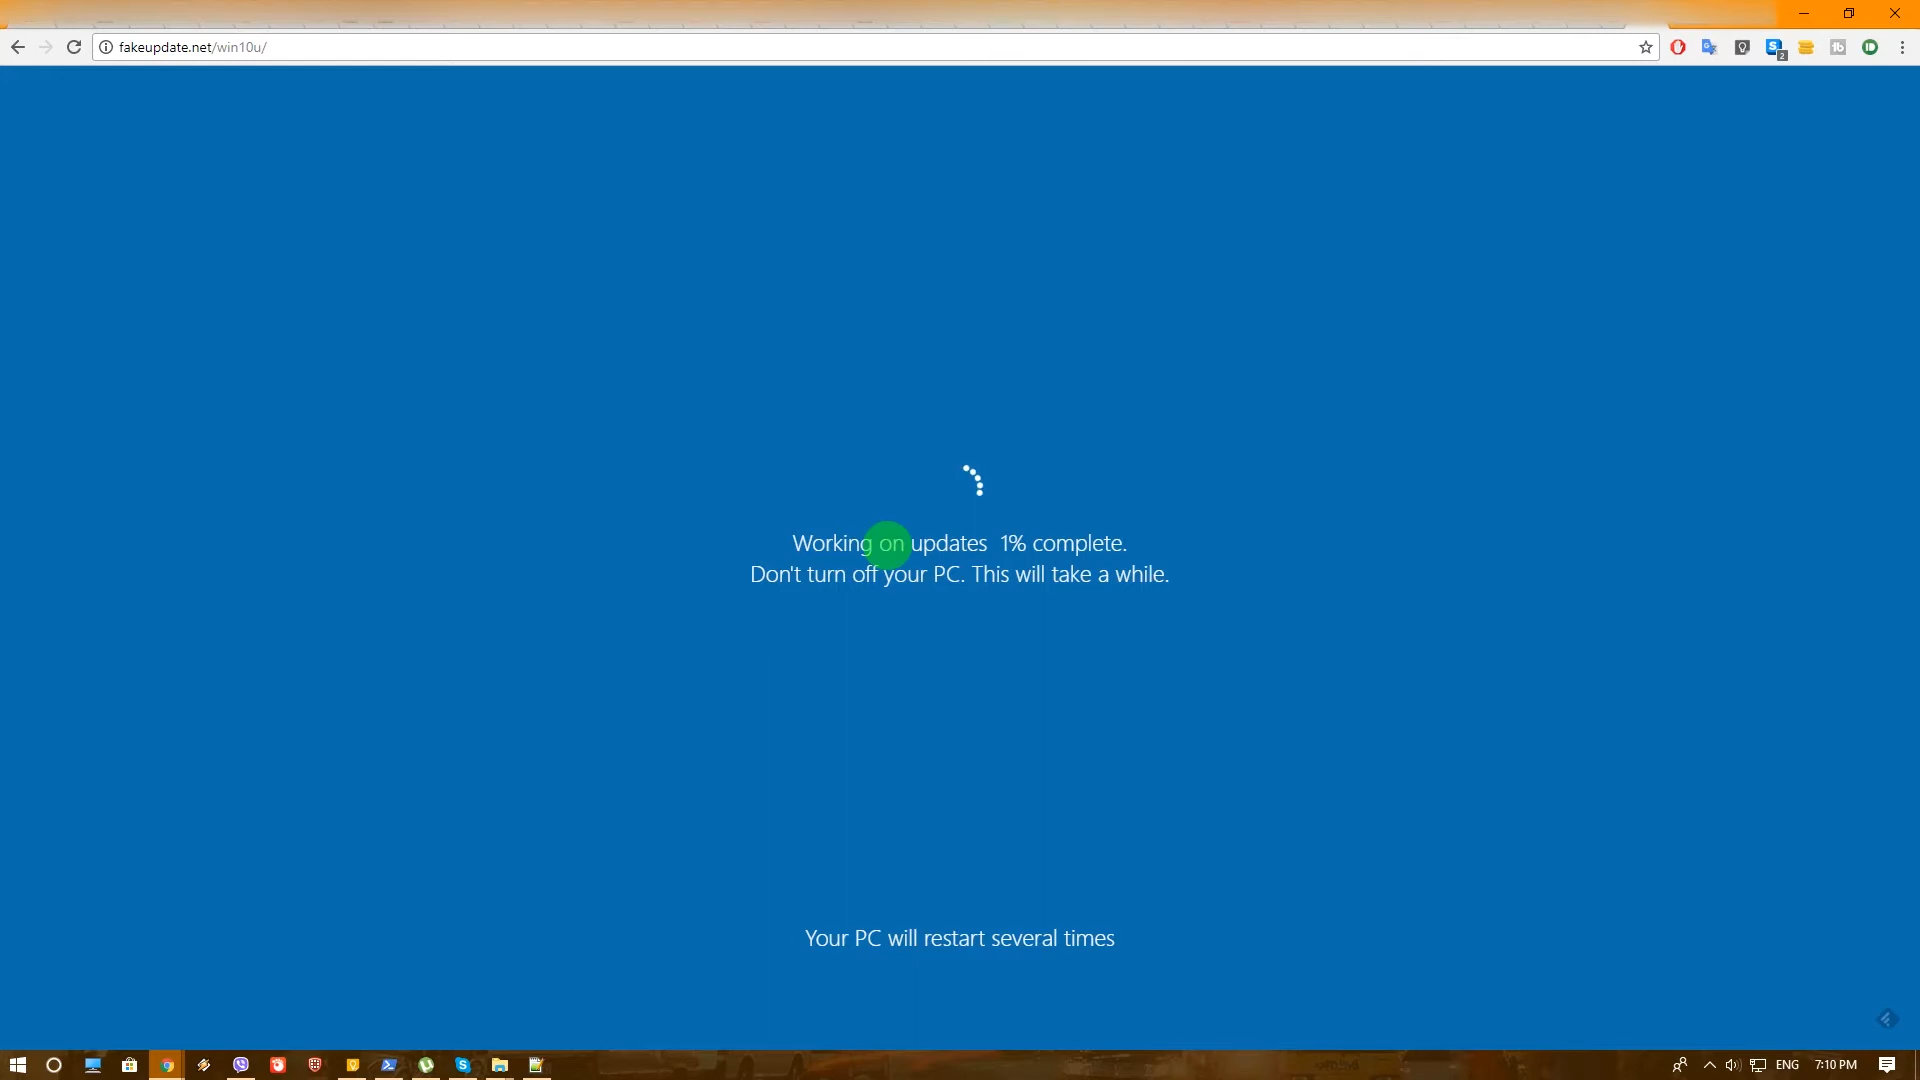 fakeupdate.net/win10u/
2
Working on updates  1% complete.
Don't turn off your PC. This will take a while.
Your PC will restart several times
ENG
7:10 PM